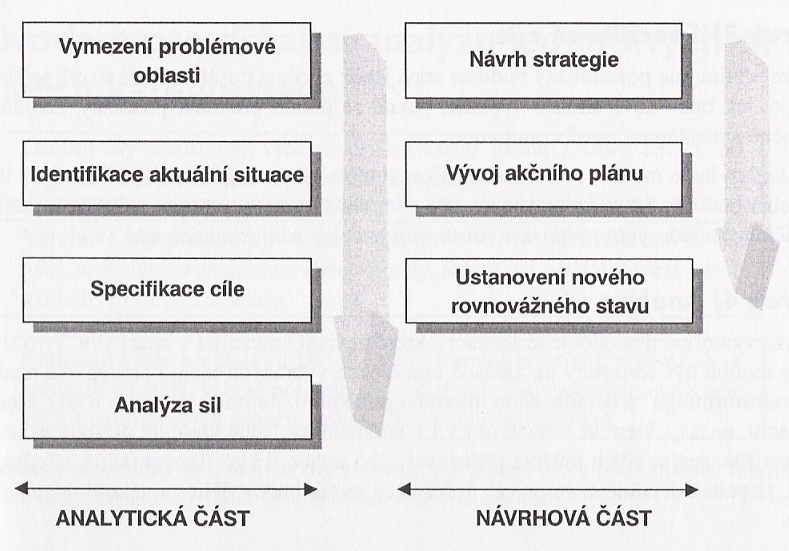 Vymezení problémové
oblasti
Identifikace aktuální situace
Specifikace cíle
Analýza sil
ANALYTICKÁ ČÁST
Návrh strategie
Vývoj akčního plánu
Ustanovení nového
rovnovážného stavu
NÁVRHOVÁ ČÁST